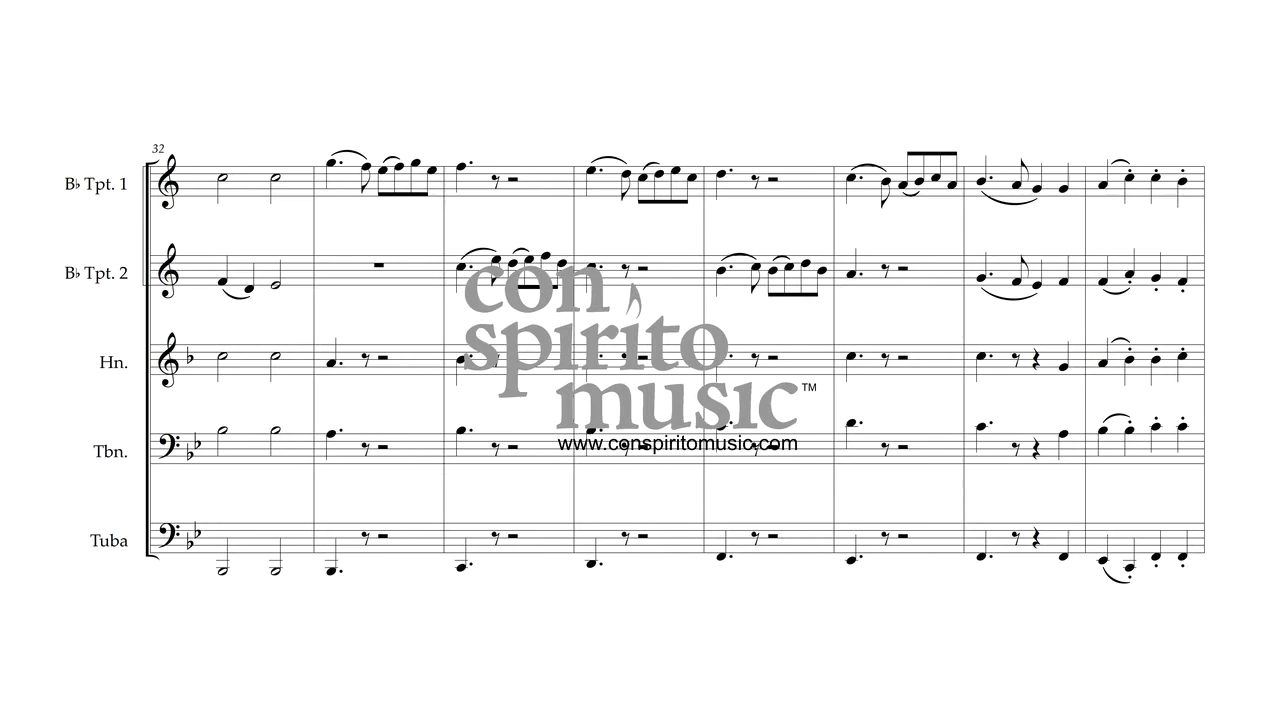 32
B♭ Tpt. 1
B♭ Tpt. 2
Hn.
Tbn.
Tuba
con
spirito
music™
www.conspiritomusic.com